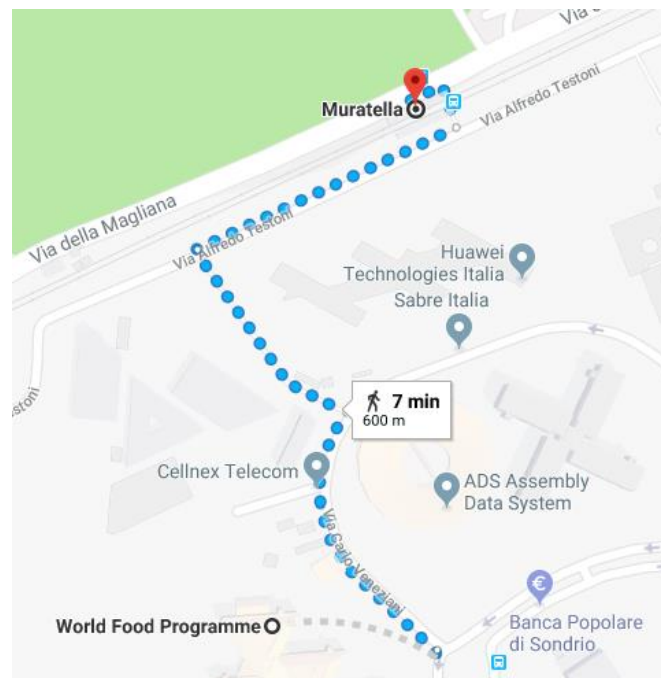 Via d
Muratella
Via Alfredo Testoni
Via della Magliana
Via Alfredo Testoni
Huawei
Technologies Italia
Sabre Italia
stoni
7 min
600 m
Cellnex Telecom
ADS Assembly
Data System
Via Carlo Veneziani
World Food Programme
€
Banca Popolare
di Sondrio